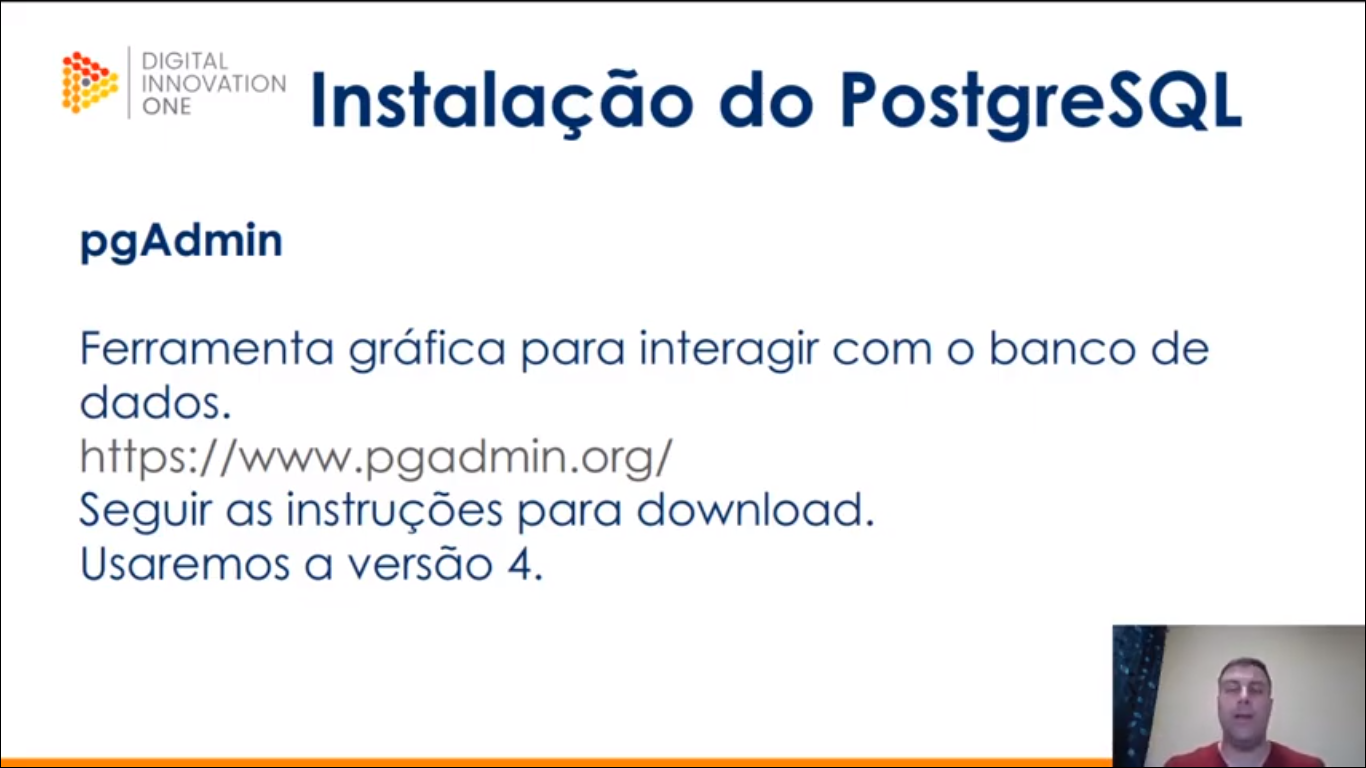 DIGITAL
INNOVATION
ONE
Instalação do PostgreSQL
pgAdmin
Ferramenta gráfica para interagir com o banco de
dados.
https://www.pgadmin.org/
Seguir as instruções para download.
Usaremos a versão 4.